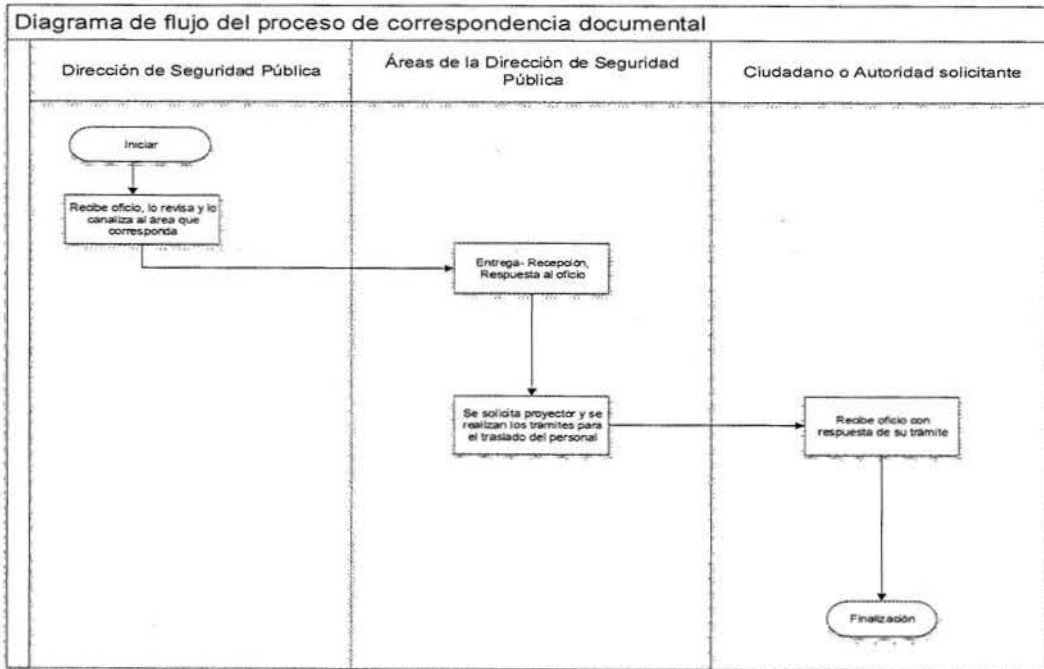 Diagrama de flujo del proceso de correspondencia documental
Dirección de Seguridad Pública
Áreas de la Dirección de Seguridad
Pública
Ciudadano o Autoridad solicitante
Iniciar
Recibe oficio, lo revisa y lo
canaliza al área que
corresponda
Entrega- Recepción,
Respuesta al oficio
Se solicita proyector y se
realizan los trámites para
el traslado del personal
Recibe oficio con
respuesta de su trámite
Finalización